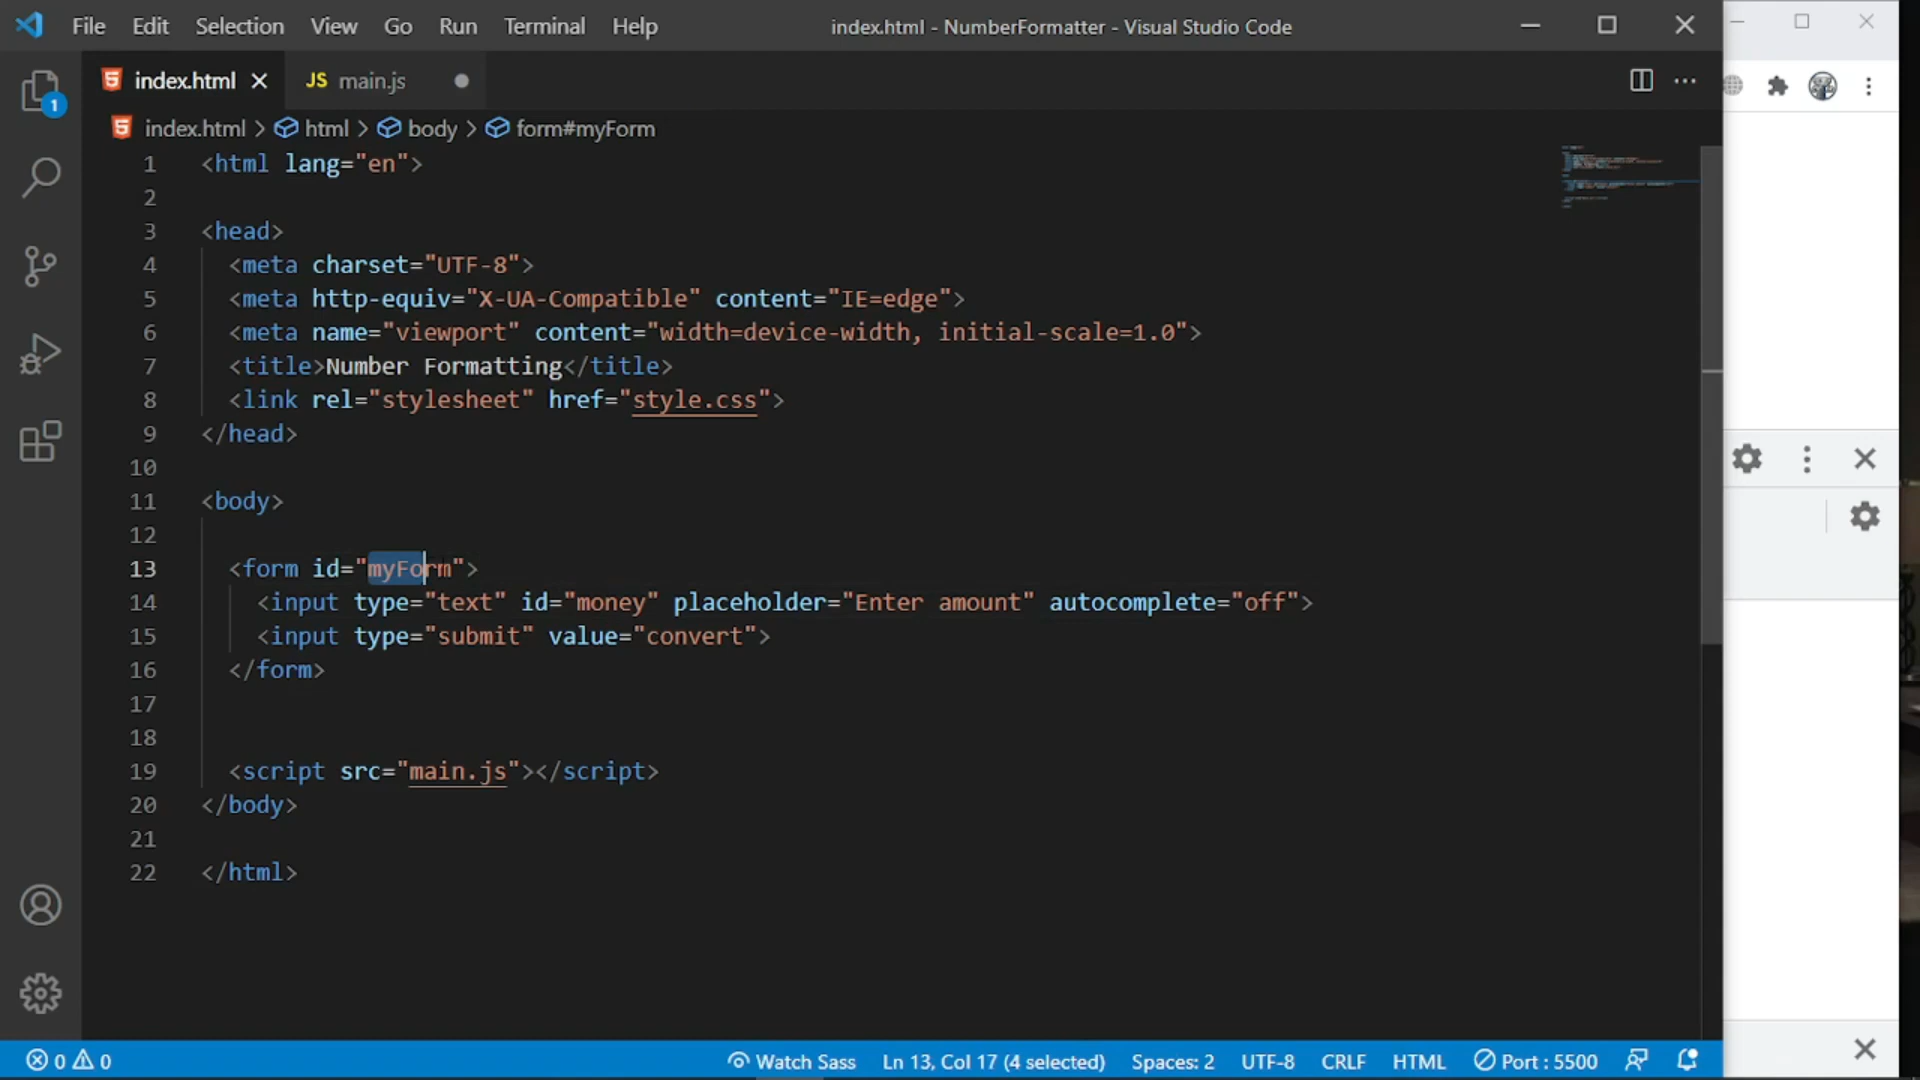 File Edit Selection View Go Run Terminal Help index.html - NumberFormatter - Visual Studio Code
index.html JS main.js
1
index.html > html > body > form#myForm
1 <html lang="en">
2
3 <head>
4 <meta charset="UTF-8">
5 <meta http-equiv="X-UA-Compatible" content="IE=edge">
6 <meta name="viewport" content="width=device-width, initial-scale=1.0">
7 <title>Number Formatting</title>
8 <link rel="stylesheet" href="style.css">
9 </head>
10
11 <body>
12
13 <form id="myForm">
14 <input type="text" id="money" placeholder="Enter amount" autocomplete="off">
15 <input type="submit" value="convert">
16 </form>
17
18
19 <script src="main.js"></script>
20 </body>
21
22 </html>
0 0 Watch Sass Ln 13, Col 17 (4 selected) Spaces: 2 UTF-8 CRLF HTML Port : 5500